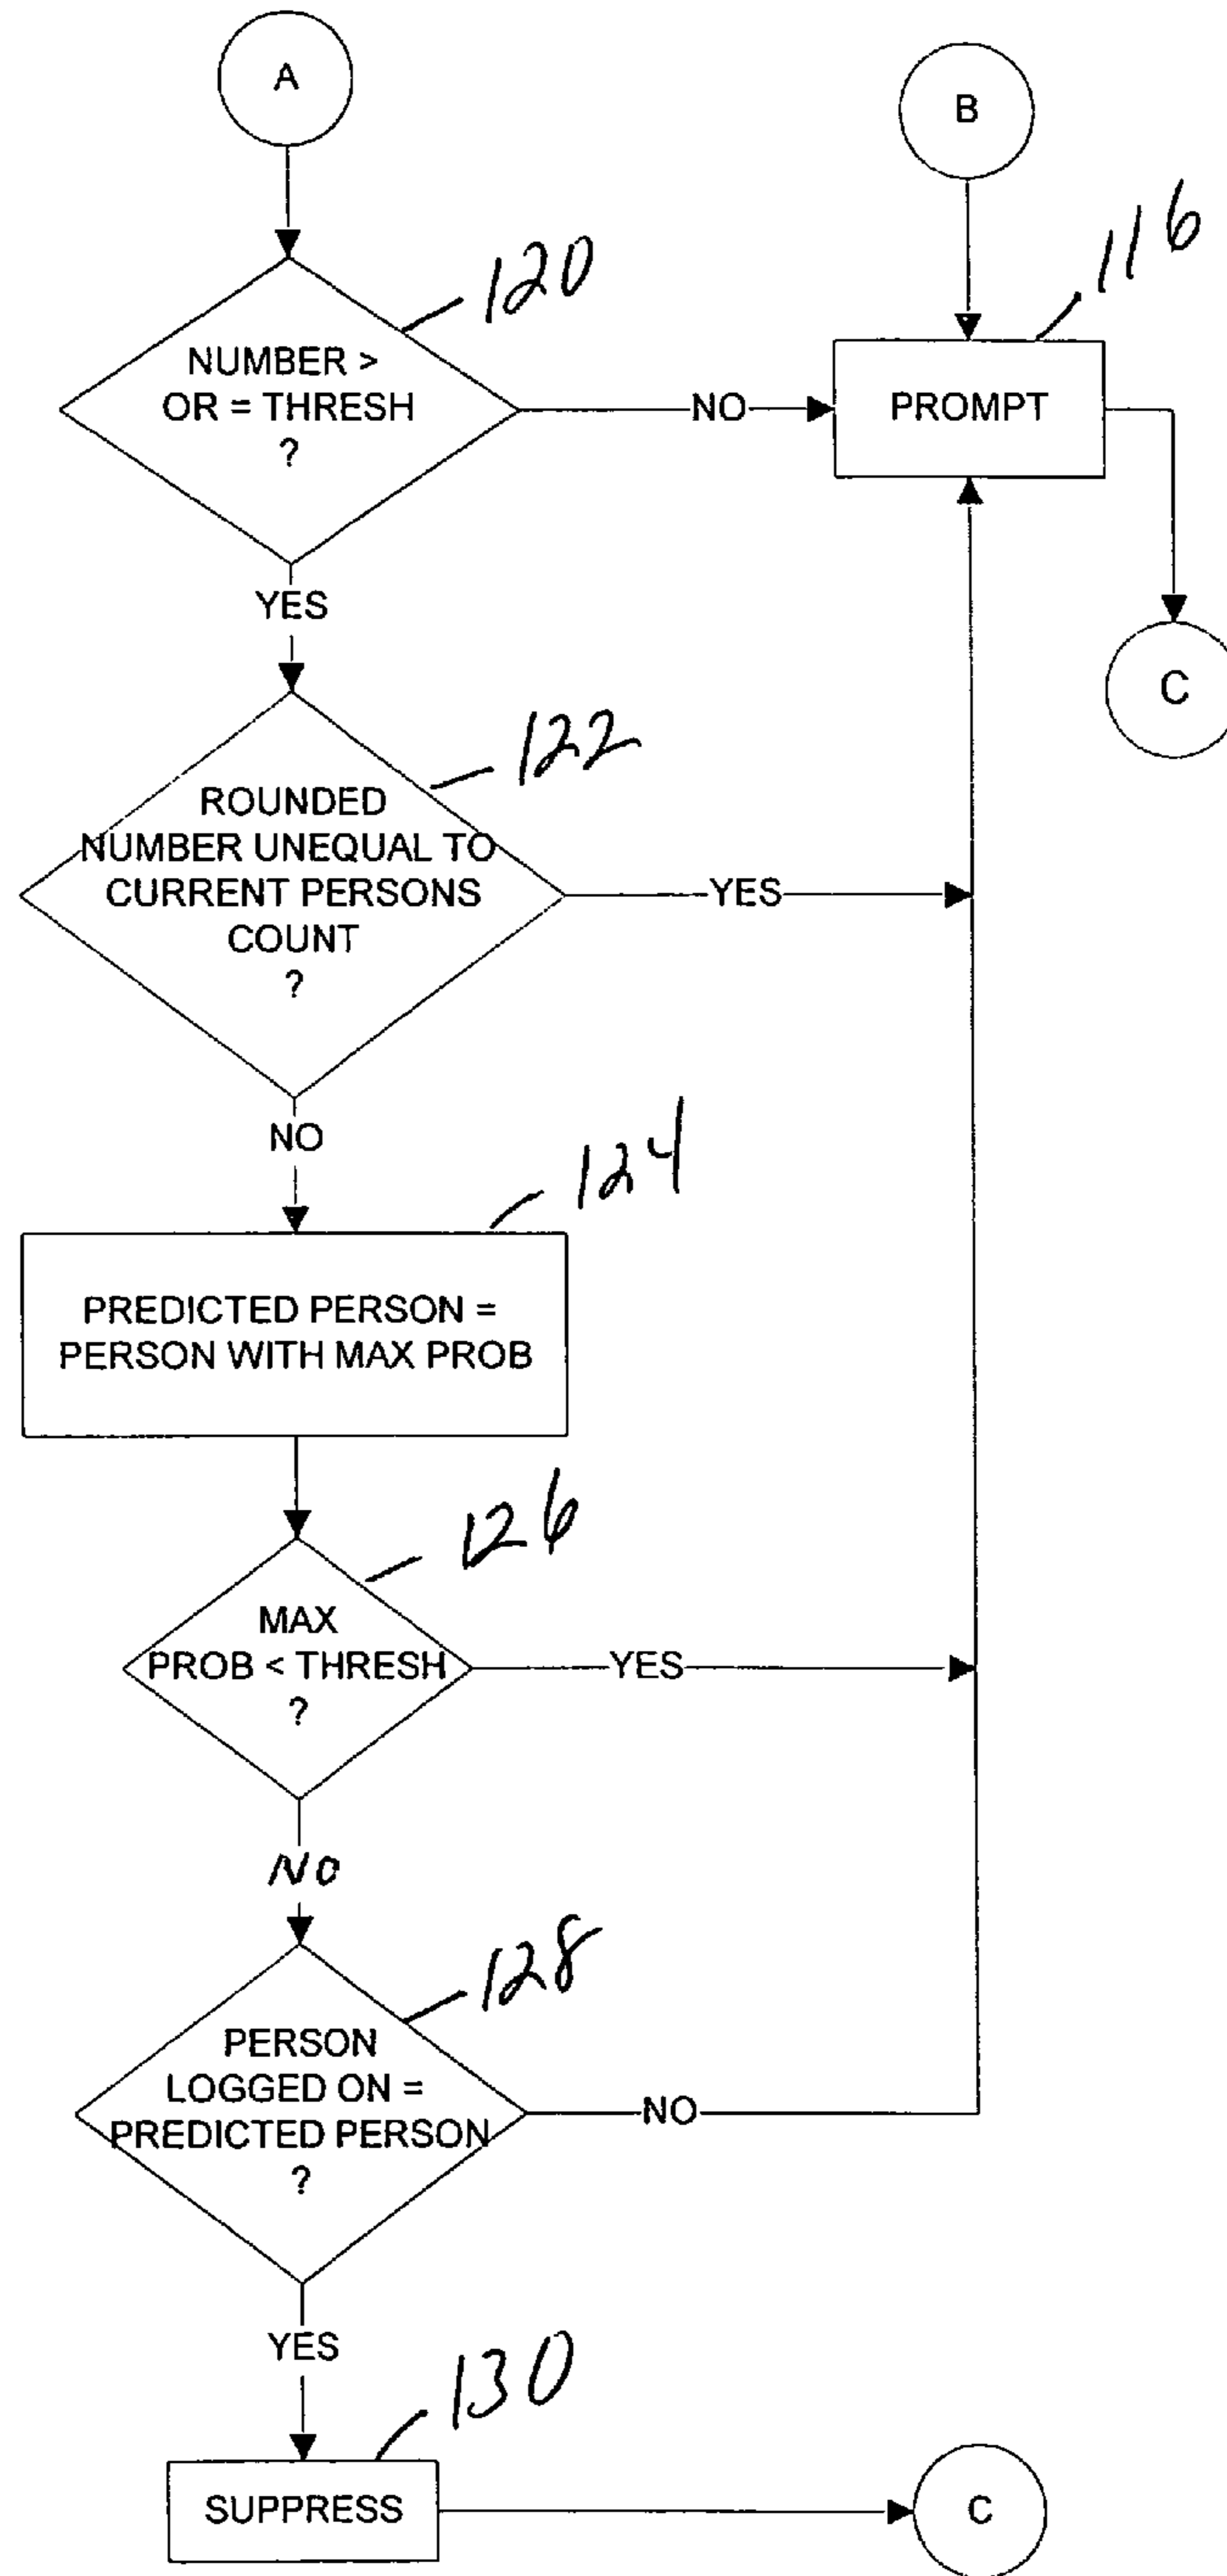 A
B
116
120
NUMBER >
OR = THRESH
?
NO
PROMPT
YES
C
122
ROUNDED
NUMBER UNEQUAL TO
CURRENT PERSONS
COUNT
?
YES
NO
124
PREDICTED PERSON =
PERSON WITH MAX PROB
126
MAX
PROB < THRESH
?
YES
NO
128
PERSON
LOGGED ON =
PREDICTED PERSON
?
NO
YES
130
SUPPRESS
C